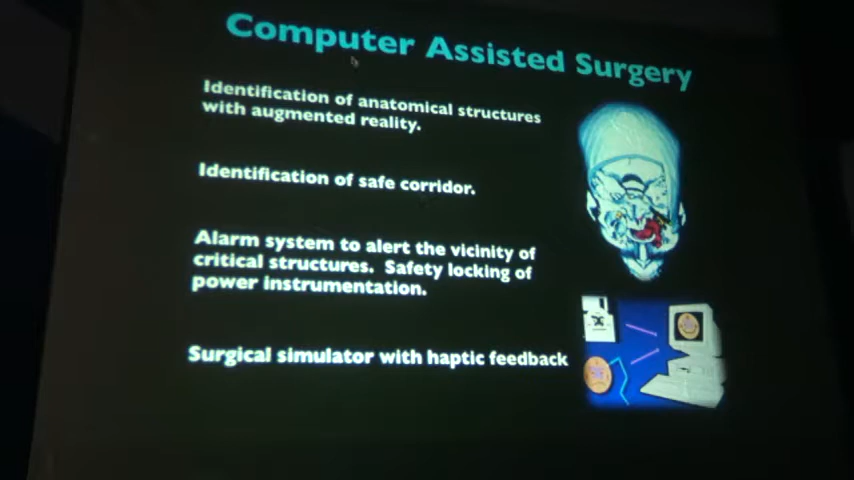 Computer Assisted Surgery
Identification of anatomical structures
with augmented reality.
Identification of safe corridor.
Alarm system to alert the vicinity of
critical structures. Safety locking of
power instrumentation.
Surgical simulator with haptic feedback